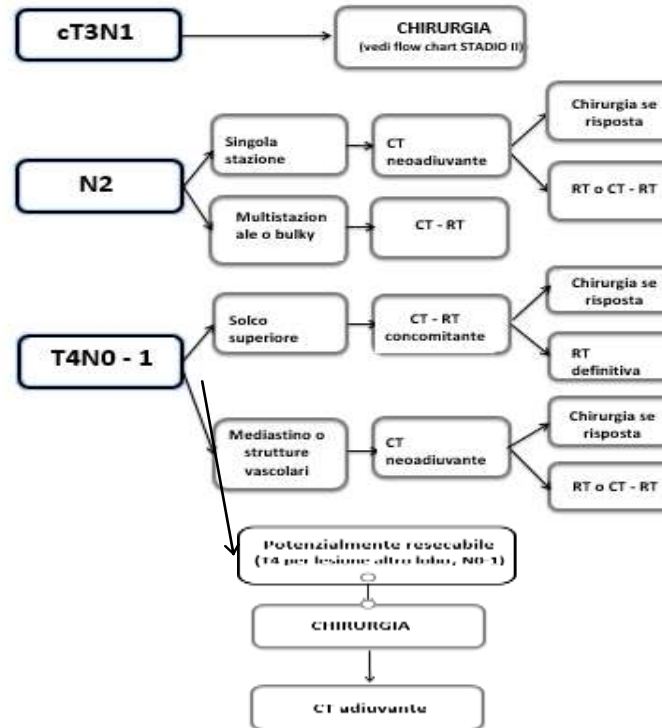 cT3N1
CHIRURGIA
(vedi flow chart STADIO II)
N2
Singola
stazione
CT
neoadiuvante
Chirurgia se
risposta
RT o CT - RT
Multistazion
ale o bulky
CT - RT
T4N0 - 1
Solco
superiore
CT - RT
concomitante
Chirurgia se
risposta
RT
definitiva
Mediastino o
strutture
vascolari
CT
neoadiuvante
Chirurgia se
risposta
RT o CT - RT
Potenzialmente resecabile
(T4 per lesione altro lobo, N0-1)
CHIRURGIA
CT adiuvante